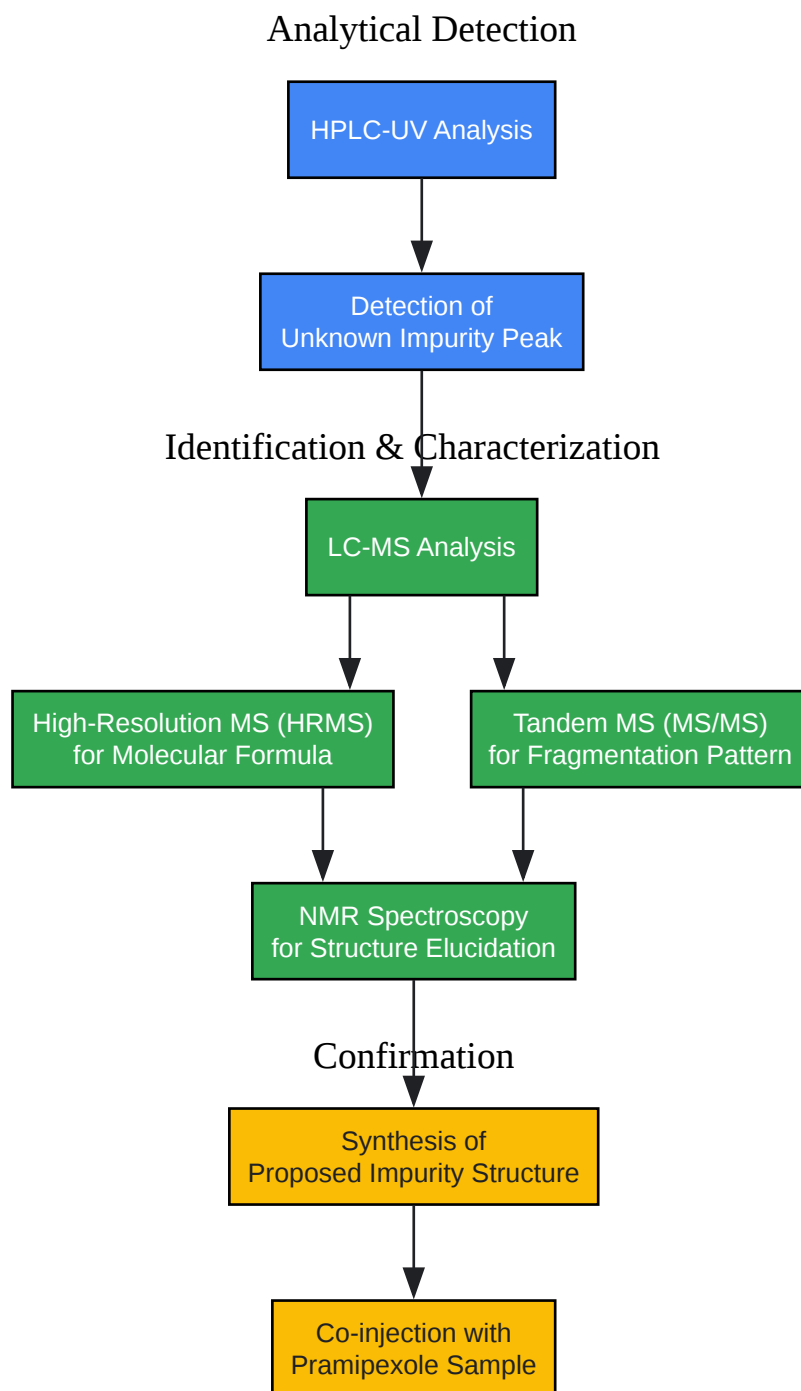 Analytical Detection
HPLC-UV Analysis
Detection of
Unknown Impurity Peak
Identification & Characterization
LC-MS Analysis
High-Resolution MS (HRMS)
for Molecular Formula
Tandem MS (MS/MS)
for Fragmentation Pattern
NMR Spectroscopy
for Structure Elucidation
Confirmation
Synthesis of
Proposed Impurity Structure
Co-injection with
Pramipexole Sample